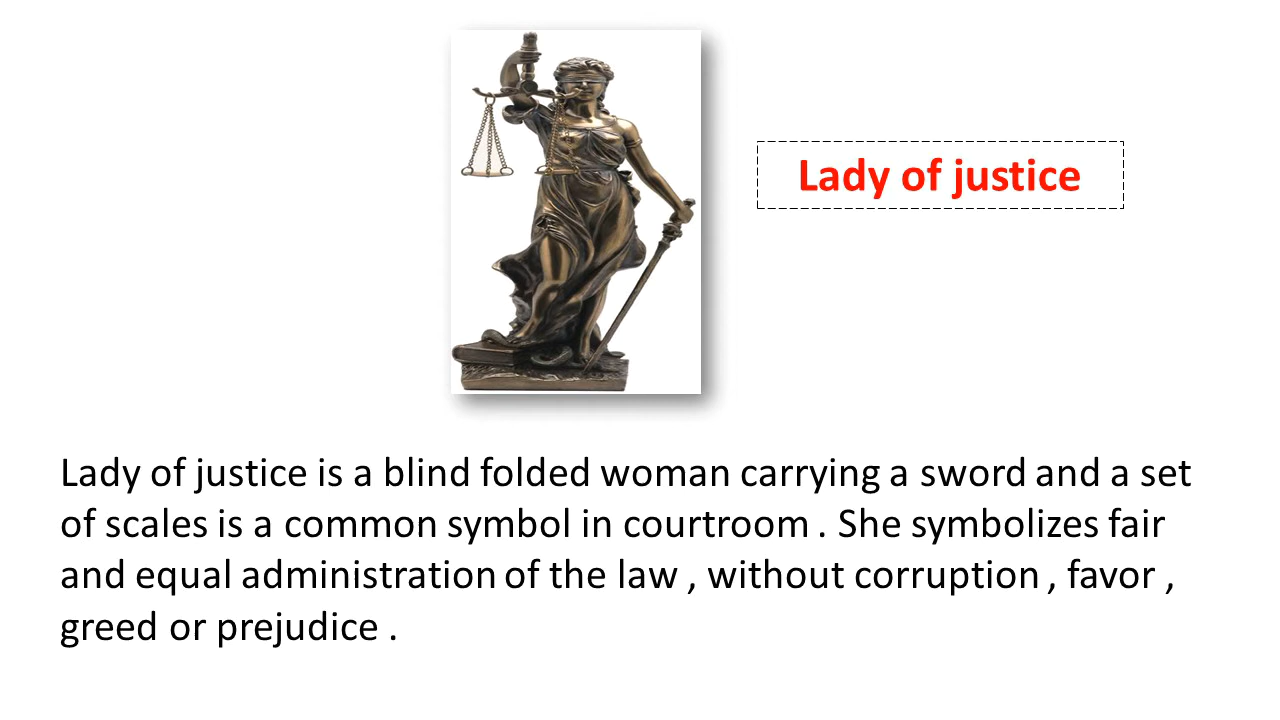 Lady of justice
Lady of justice is a blind folded woman carrying a sword and a set
of scales is a common symbol in courtroom . She symbolizes fair
and equal administration of the law , without corruption , favor ,
greed or prejudice .